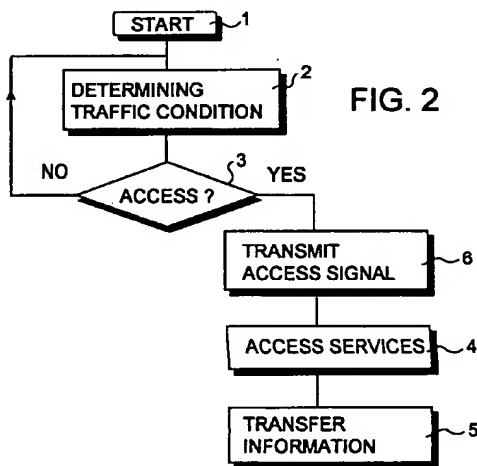 START 1
DETERMINING 2
TRAFFIC CONDITION
FIG. 2
NO
3
YES
ACCESS ?
TRANSMIT
ACCESS SIGNAL 6
ACCESS SERVICES 4
TRANSFER
INFORMATION 5